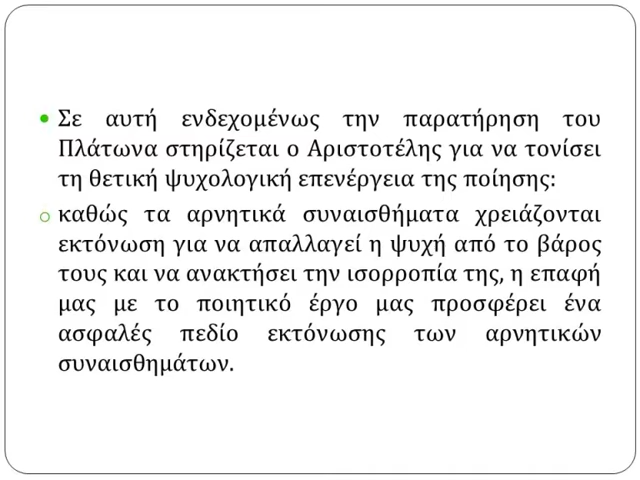 • Σε αυτή ενδεχομένως την παρατήρηση του
Πλάτωνα στηρίζεται ο Αριστοτέλης για να τονίσει
τη θετική ψυχολογική επενέργεια της ποίησης:
o καθώς τα αρνητικά συναισθήματα χρειάζονται
εκτόνωση για να απαλλαγεί η ψυχή από το βάρος
τους και να ανακτήσει την ισορροπία της, η επαφή
μας με το ποιητικό έργο μας προσφέρει ένα
ασφαλές πεδίο εκτόνωσης των αρνητικών
συναισθημάτων.